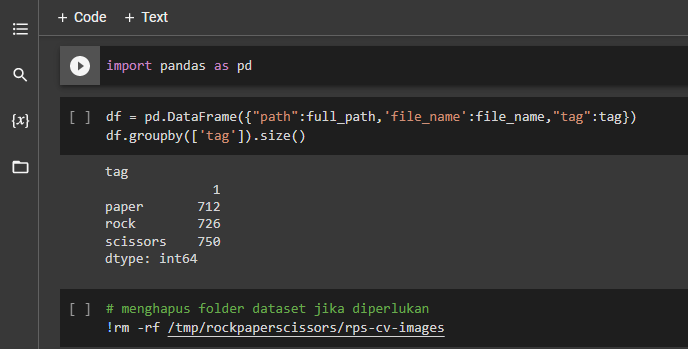 + Code + Text
import pandas as pd
[ ] df = pd.DataFrame({"path":full_path,'file_name':file_name,"tag":tag})
df.groupby(['tag']).size()
tag
1
paper 712
rock 726
scissors 750
dtype: int64
{x}
[ ] # menghapus folder dataset jika diperlukan
!rm -rf /tmp/rockpaperscissors/rps-cv-images